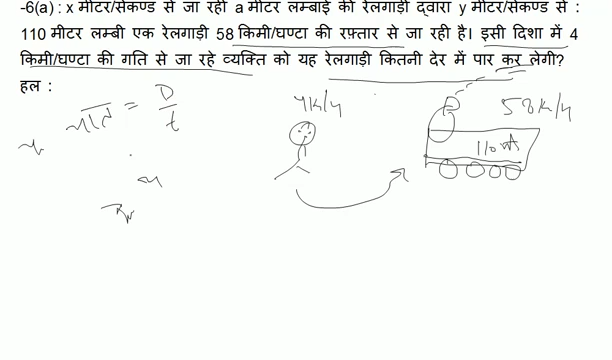 -6(a) : x मीटर/सेकण्ड से जा रही a मीटर लम्बाई की रेलगाड़ी द्वारा y मीटर/सेकण्ड से :
110 मीटर लम्बी एक रेलगाड़ी 58 किमी/घण्टा की रफ़्तार से जा रही है। इसी दिशा में 4
किमी/घण्टा की गति से जा रहे व्यक्ति को यह रेलगाड़ी कितनी देर में पार कर लेगी?
हल :
चाल = D/t
4K/h
58K/h
110 mt